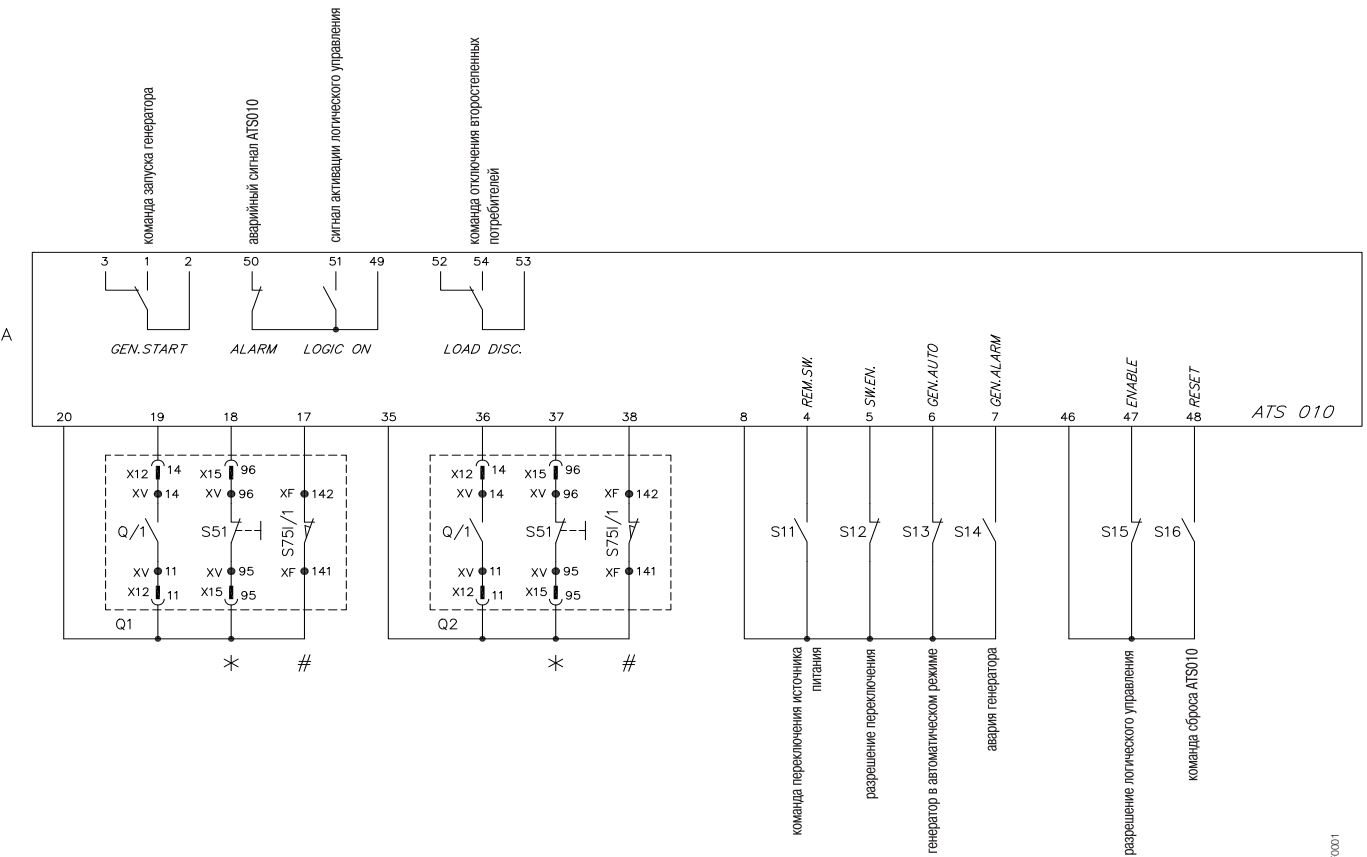 команда запуска генератора
аварийный сигнал ATS010
сигнал активации логического управления
команда отключения второстепенных
потребителей
3 1 2 50 51 49 52 54 53
A
GEN.START ALARM LOGIC ON LOAD DISC.
REM.SW. SW.EN. GEN.AUTO GEN.ALARM ENABLE RESET
ATS 010
20 19 18 17 35 36 37 38 8 4 5 6 7 46 47 48
X12 14 X15 96 X12 14 X15 96
XV 14 XV 96 XF 142 XV 14 XV 96 XF 142
Q/1 S51 S75I/1 Q/1 S51 S75I/1 S11 S12 S13 S14 S15 S16
XV 11 XV 95 XF 141 XV 11 XV 95 XF 141
X12 11 X15 95 X12 11 X15 95
Q1 Q2
* # * #
команда переключения источника
питания
разрешение переключения
генератор в автоматическом режиме
авария генератора
разрешение логического управления
команда сброса ATS010